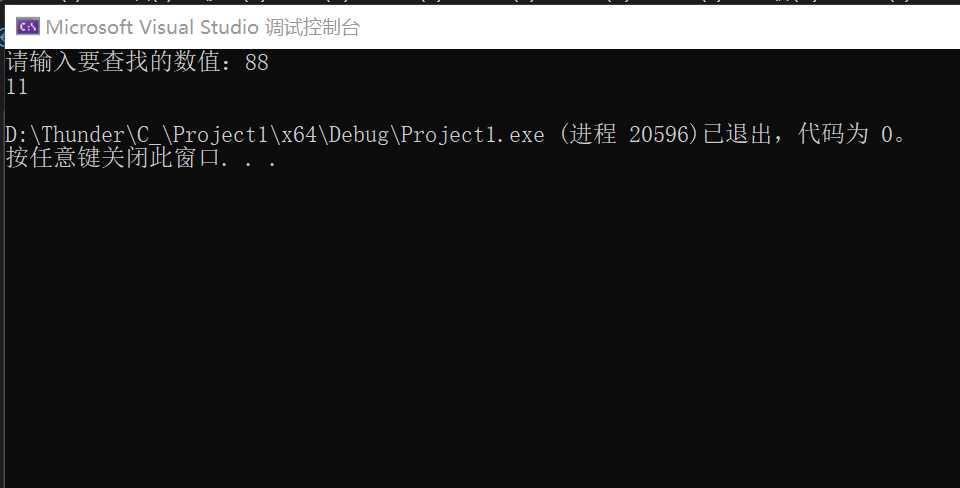 Microsoft Visual Studio 调试控制台
请输入要查找的数值：88
11

D:\Thunder\C_\Project1\x64\Debug\Project1.exe (进程 20596)已退出，代码为 0。
按任意键关闭此窗口. . .